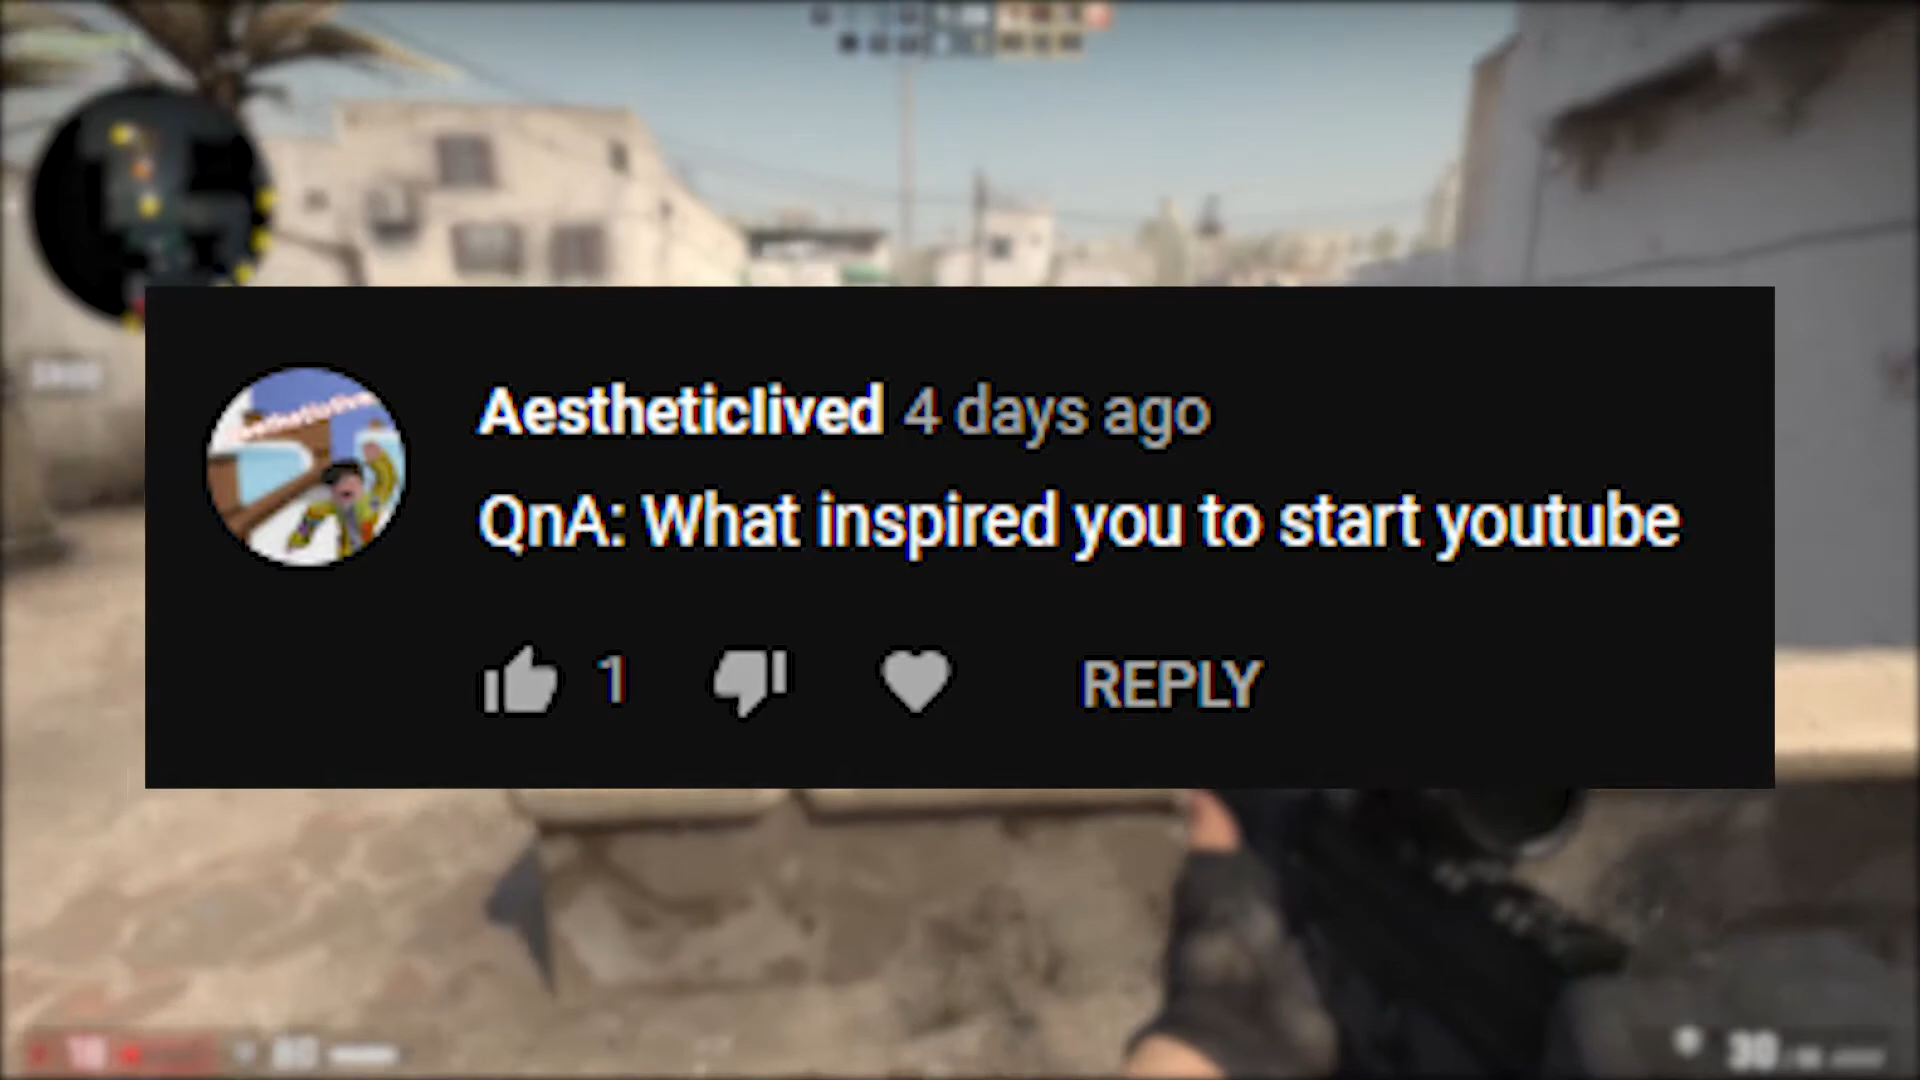 Aestheticlived 4 days ago
QnA: What inspired you to start youtube
1 REPLY